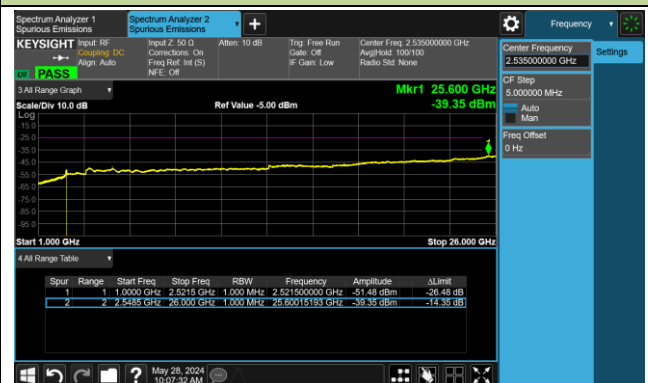 Spectrum Analyzer 1
Spurious Emissions
Spectrum Analyzer 2
Spurious Emissions
Frequency
KEYSIGHT
Input: RF
Coupling: DC
Align: Auto
Input Z: 50 Ω
Corrections: On
Freq Ref: Int (S)
NFE: Off
Atten: 10 dB
Trig: Free Run
Gate: Off
IF Gain: Low
Center Freq: 2.535000000 GHz
Avg|Hold: 100/100
Radio Std: None
PASS
3 All Range Graph
Mkr1 25.600 GHz
Scale/Div 10.0 dB
Ref Value -5.00 dBm
-39.35 dBm
Log
-15.0
-25.0
-35.0
-45.0
-55.0
-65.0
-75.0
-85.0
-95.0
Start 1.000 GHz
Stop 26.000 GHz
4 All Range Table
Spur Range Start Freq Stop Freq RBW Frequency Amplitude ΔLimit
1 1 1.0000 GHz 2.5215 GHz 1.000 MHz 2.521500000 GHz -51.48 dBm -26.48 dB
2 2 2.5485 GHz 26.000 GHz 1.000 MHz 25.60015193 GHz -39.35 dBm -14.35 dB
May 28, 2024
10:07:32 AM
Center Frequency
2.535000000 GHz
Settings
CF Step
5.000000 MHz
Auto
Man
Freq Offset
0 Hz